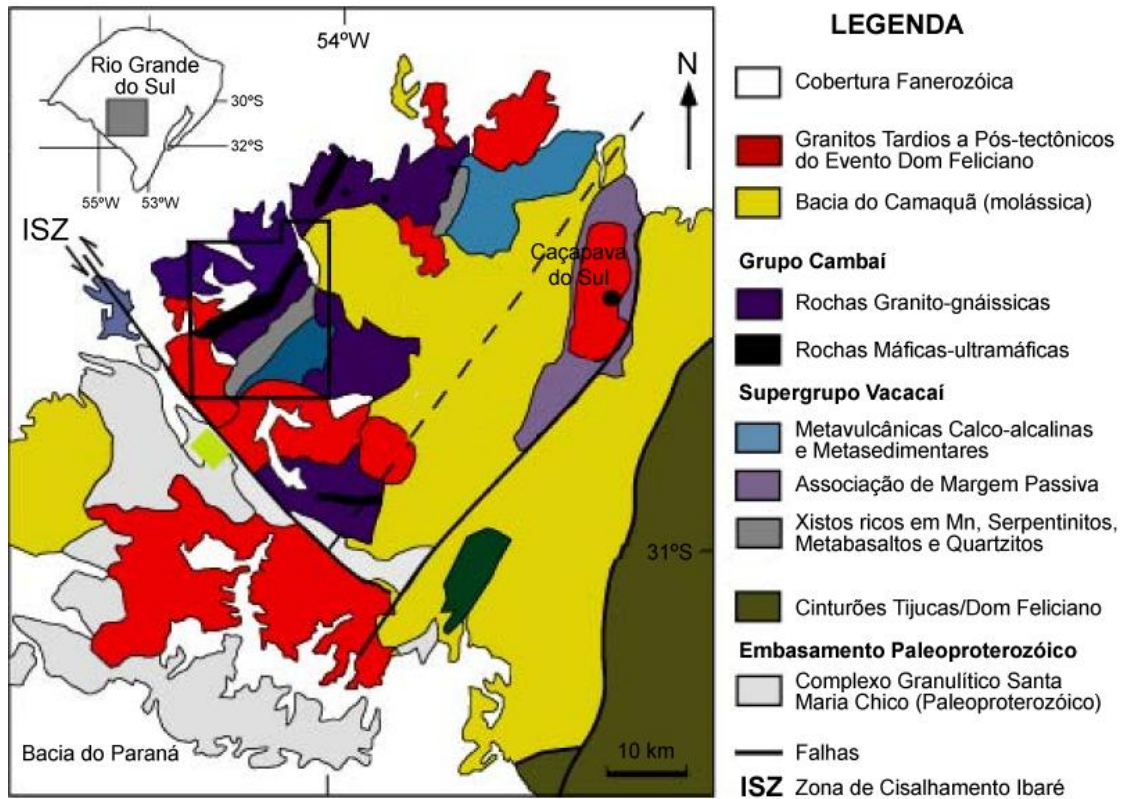 Rio Grande
do Sul
30ºS
32ºS
55ºW
53ºW
54ºW
N
ISZ
Caçapava
do Sul
31ºS
Bacia do Paraná
10 km
LEGENDA
Cobertura Fanerozóica
Granitos Tardios a Pós-tectônicos
do Evento Dom Feliciano
Bacia do Camaquã (molássica)
Grupo Cambaí
Rochas Granito-gnáissicas
Rochas Máficas-ultramáficas
Supergrupo Vacacaí
Metavulcânicas Calco-alcalinas
e Metasedimentares
Associação de Margem Passiva
Xistos ricos em Mn, Serpentinitos,
Metabasaltos e Quartzitos
Cinturões Tijucas/Dom Feliciano
Embasamento Paleoproterozóico
Complexo Granulítico Santa
Maria Chico (Paleoproterozóico)
Falhas
ISZ Zona de Cisalhamento Ibaré